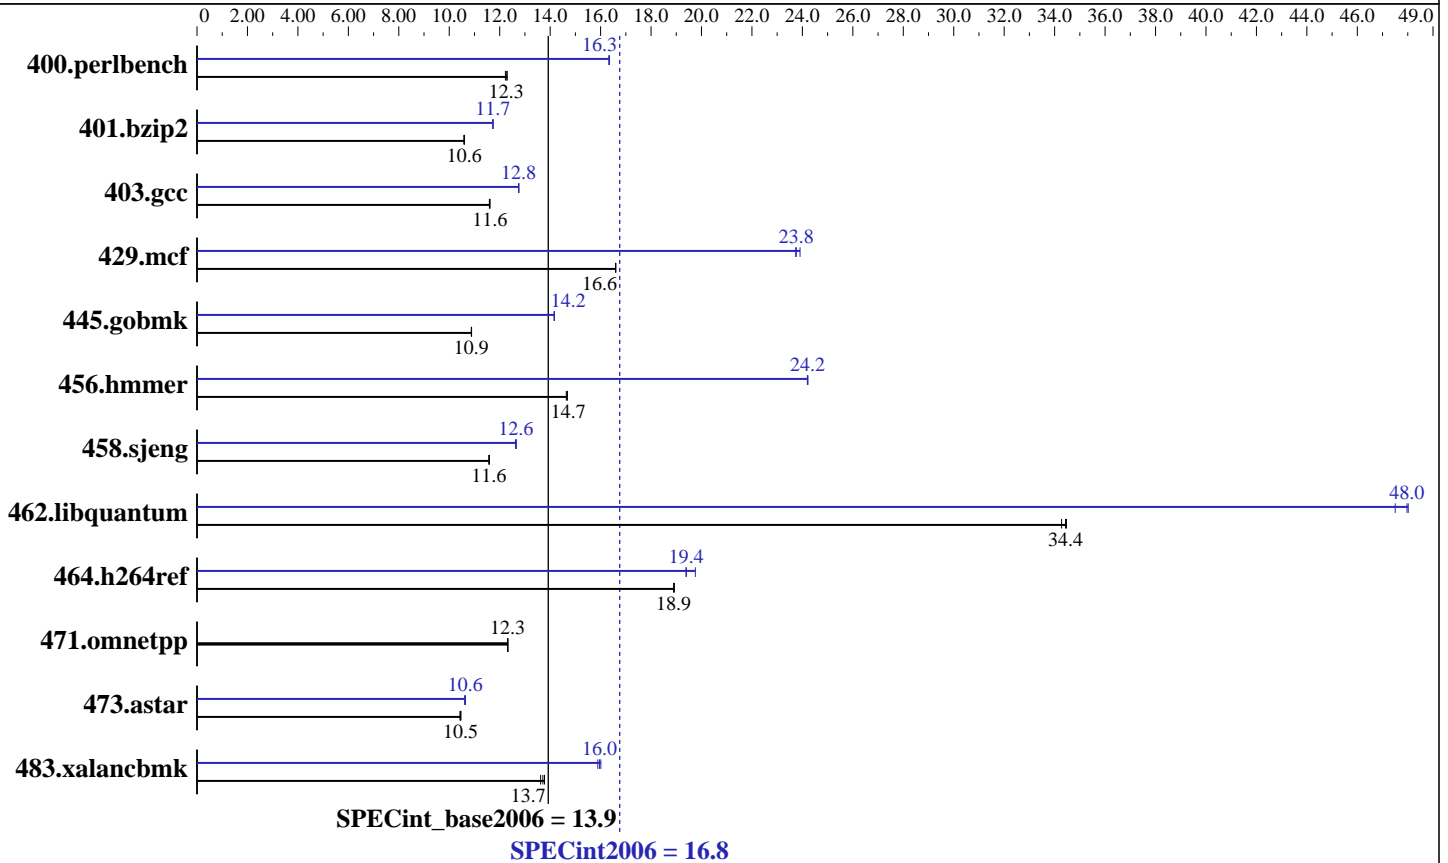 0 2.00 4.00 6.00 8.00 10.0 12.0 14.0 16.0 18.0 20.0 22.0 24.0 26.0 28.0 30.0 32.0 34.0 36.0 38.0 40.0 42.0 44.0 46.0 49.0
16.3
400.perlbench
12.3
11.7
401.bzip2
10.6
12.8
403.gcc
11.6
23.8
429.mcf
16.6
14.2
445.gobmk
10.9
24.2
456.hmmer
14.7
12.6
458.sjeng
11.6
48.0
462.libquantum
34.4
19.4
464.h264ref
18.9
12.3
471.omnetpp
10.6
473.astar
10.5
16.0
483.xalancbmk
13.7
SPECint_base2006 = 13.9
SPECint2006 = 16.8